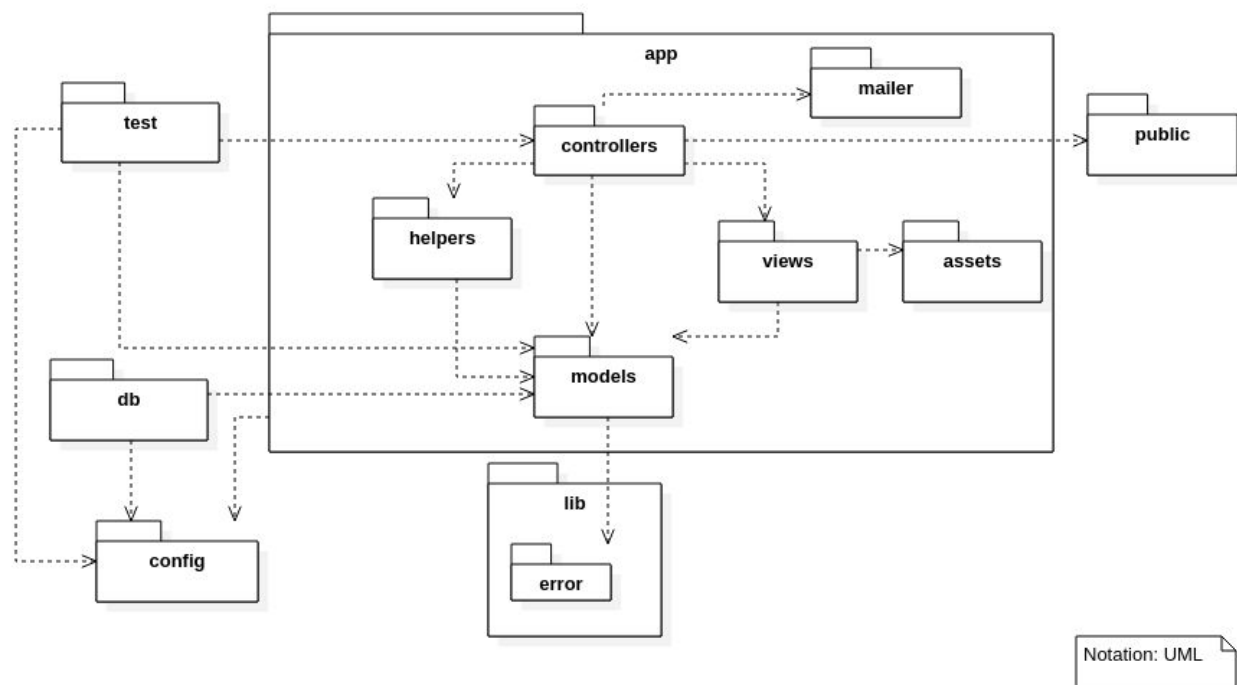 app
mailer
test
controllers
public
helpers
views
assets
models
db
lib
config
error
Notation: UML